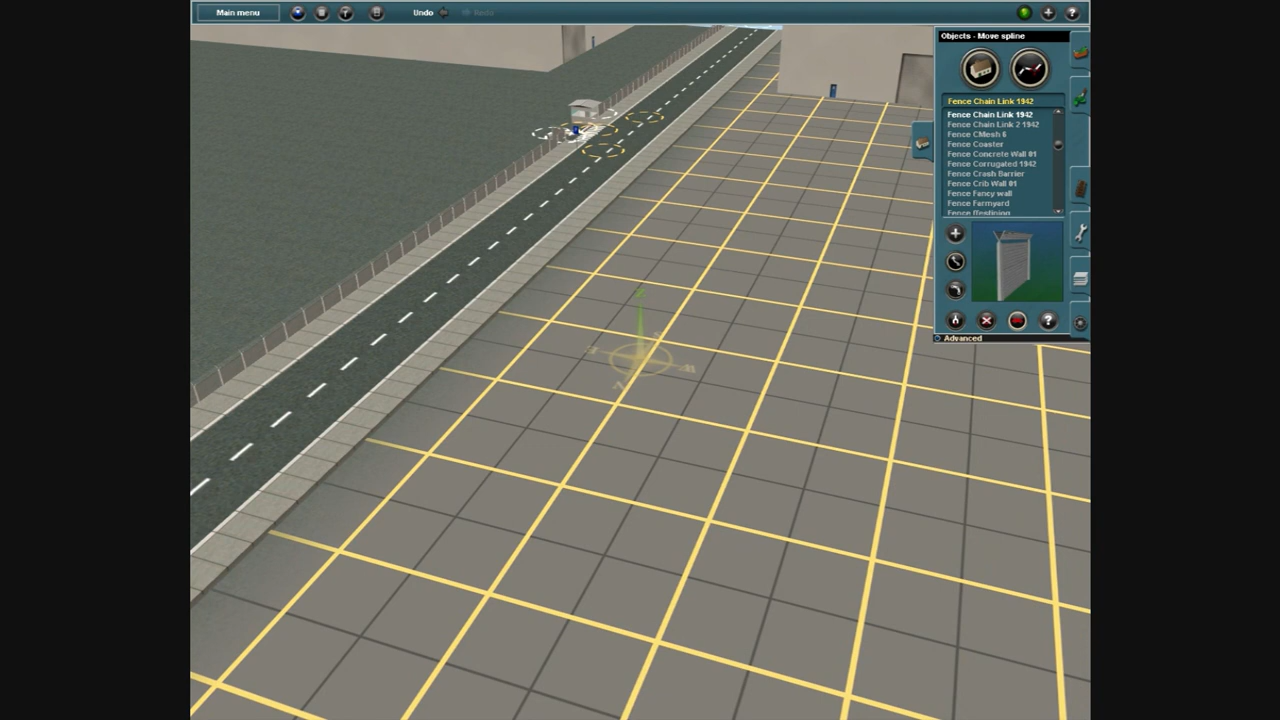 Main menu
Undo
Redo
?
Objects - Move spline
Fence Chain Link 1942
Fence Chain Link 1942
Fence Chain Link 2 1942
Fence CMesh 6
Fence Coaster
Fence Concrete Wall 01
Fence Corrugated 1942
Fence Crash Barrier
Fence Crib Wall 01
Fence Fancy wall
Fence Farmyard
?
Advanced